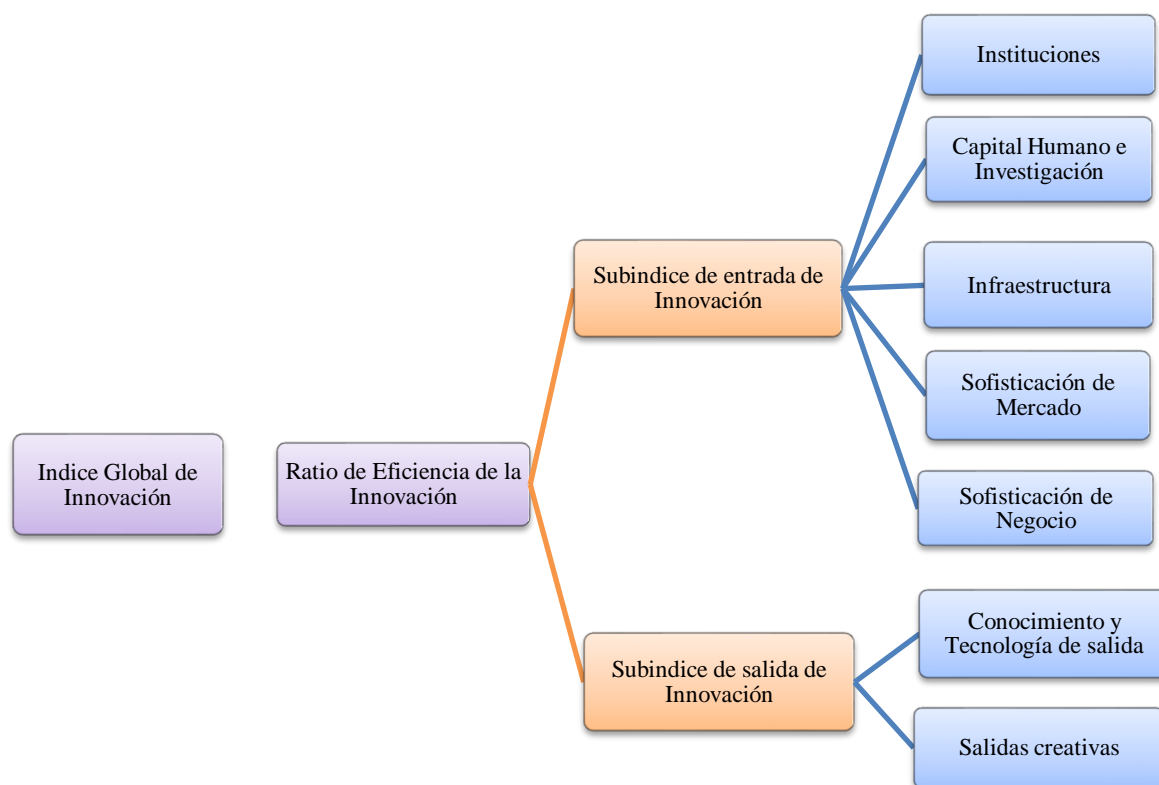 Indice Global de
Innovación
Ratio de Eficiencia de la
Innovación
Subindice de entrada de
Innovación
Instituciones
Capital Humano e
Investigación
Infraestructura
Sofisticación de
Mercado
Sofisticación de
Negocio
Subindice de salida de
Innovación
Conocimiento y
Tecnología de salida
Salidas creativas